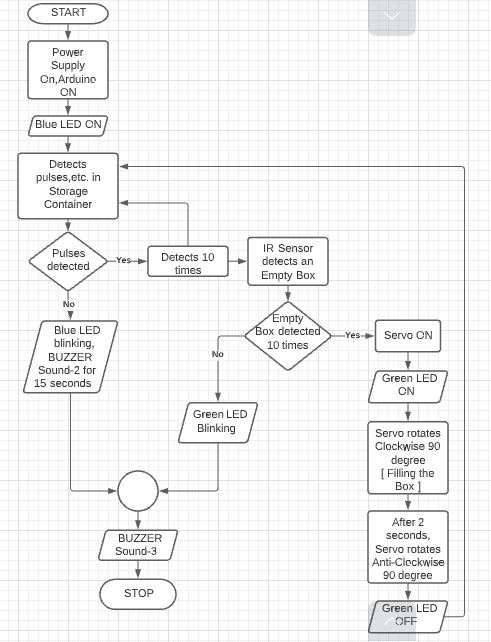 START
Power
Supply
On,Arduino
ON
Blue LED ON
Detects
pulses,etc. in
Storage
Container
Pulses
detected
Yes
Detects 10
times
IR Sensor
detects an
Empty Box
No
Empty
Box detected
10 times
Yes
Servo ON
Blue LED
blinking,
BUZZER
Sound-2 for
15 seconds
No
Green LED
ON
Green LED
Blinking
Servo rotates
Clockwise 90
degree
[ Filling the
Box ]
After 2
seconds,
Servo rotates
Anti-Clockwise
90 degree
BUZZER
Sound-3
STOP
Green LED
OFF